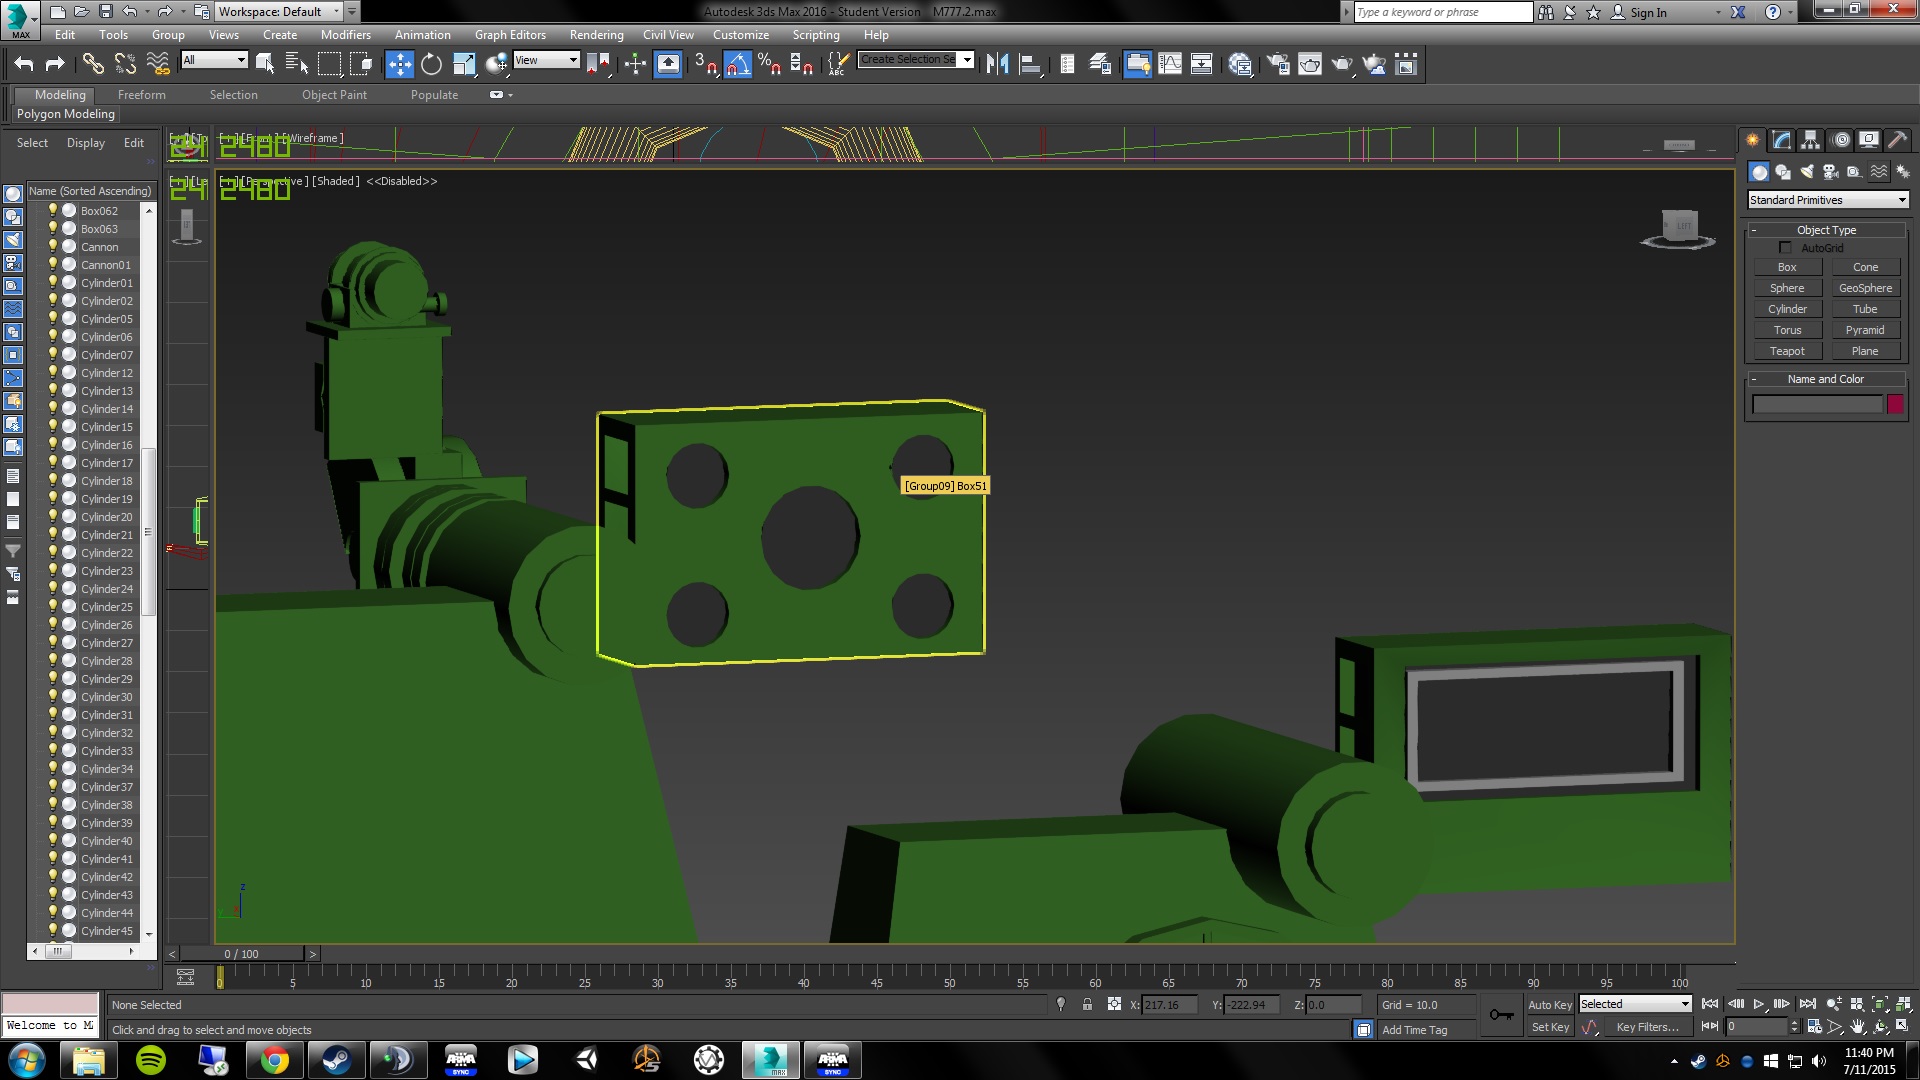 Workspace: Default
Autodesk 3ds Max 2016 - Student Version    M777.2.max
Type a keyword or phrase
Sign In
MAX
Edit Tools Group Views Create Modifiers Animation Graph Editors Rendering Civil View Customize Scripting Help
All
View
3
ABC
Create Selection Se
Modeling Freeform Selection Object Paint Populate
Polygon Modeling
Select Display Edit
[Wireframe ]
2480
[Shaded ] <<Disabled>>
2480
Name (Sorted Ascending)
Box062
Box063
Cannon
Cannon01
Cylinder01
Cylinder02
Cylinder05
Cylinder06
Cylinder07
Cylinder12
Cylinder13
Cylinder14
Cylinder15
Cylinder16
Cylinder17
Cylinder18
Cylinder19
Cylinder20
Cylinder21
Cylinder22
Cylinder23
Cylinder24
Cylinder25
Cylinder26
Cylinder27
Cylinder28
Cylinder29
Cylinder30
Cylinder31
Cylinder32
Cylinder33
Cylinder34
Cylinder37
Cylinder38
Cylinder39
Cylinder40
Cylinder41
Cylinder42
Cylinder43
Cylinder44
Cylinder45
[Group09] Box51
LEFT
z
Standard Primitives
- Object Type
AutoGrid
Box Cone
Sphere GeoSphere
Cylinder Tube
Torus Pyramid
Teapot Plane
- Name and Color
< 0 / 100 >
0 5 10 15 20 25 30 35 40 45 50 55 60 65 70 75 80 85 90 95 100
None Selected
X: 217.16 Y: -222.94 Z: 0.0 Grid = 10.0
Auto Key Selected
Welcome to M
Click and drag to select and move objects
Add Time Tag
Set Key Key Filters...
0
ARMA SYNC
MAX
ARMA SYNC
11:40 PM
7/11/2015